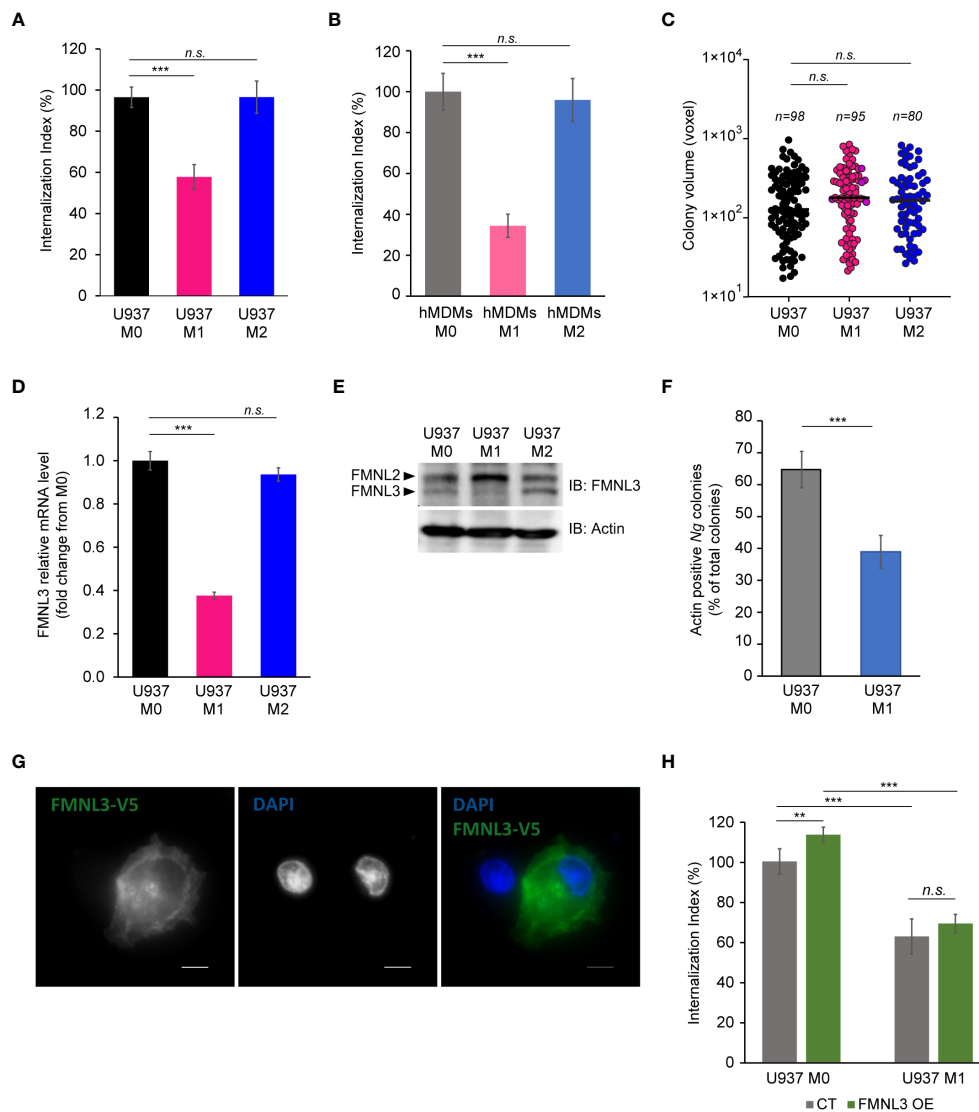 A
Internalization Index (%)
120
100
80
60
40
20
0
n.s.
***
U937 U937 U937
M0 M1 M2
B
Internalization Index (%)
120
100
80
60
40
20
0
n.s.
***
hMDMs hMDMs hMDMs
M0 M1 M2
C
Colony volume (voxel)
1×10⁴
1×10³
1×10²
1×10¹
n.s.
n.s.
n=98 n=95 n=80
U937 U937 U937
M0 M1 M2
D
FMNL3 relative mRNA level
(fold change from M0)
1.2
1.0
0.8
0.6
0.4
0.2
0.0
n.s.
***
U937 U937 U937
M0 M1 M2
E
U937 U937 U937
M0 M1 M2
FMNL2
FMNL3
IB: FMNL3
IB: Actin
F
Actin positive Ng colonies
(% of total colonies)
80
70
60
50
40
30
20
10
0
***
U937 U937
M0 M1
G
FMNL3-V5
DAPI
DAPI
FMNL3-V5
H
Internalization Index (%)
120
100
80
60
40
20
0
***
***
**
n.s.
U937 M0 U937 M1
CT FMNL3 OE